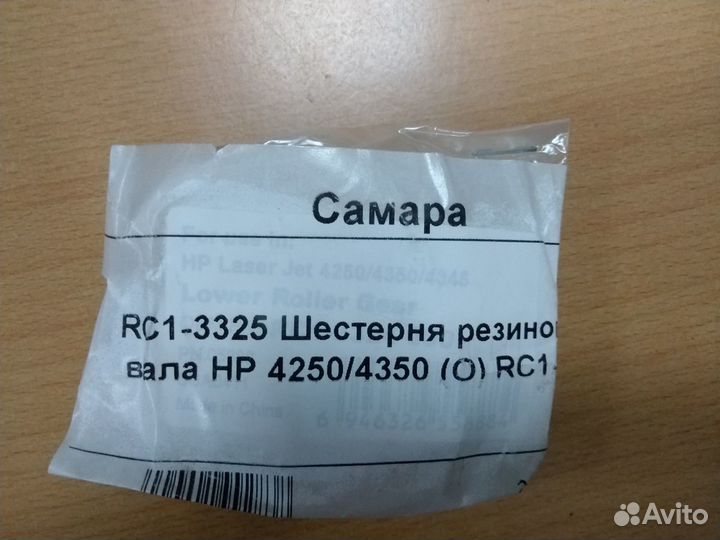 Самара
For use in:
HP Laser Jet 4250/4350/4345
Lower Roller Gear
RC1-3325 Шестерня резино
вала HP 4250/4350 (O) RC1-
Made in China
Avito